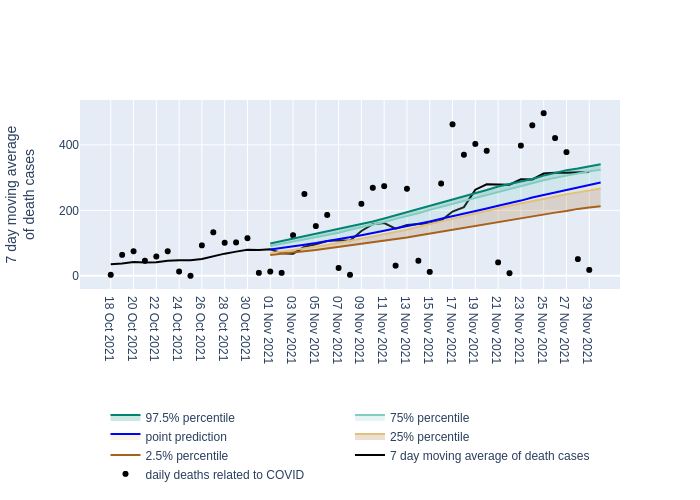 7 day moving average
of death cases
400
200
0
18 Oct 2021
20 Oct 2021
22 Oct 2021
24 Oct 2021
26 Oct 2021
28 Oct 2021
30 Oct 2021
01 Nov 2021
03 Nov 2021
05 Nov 2021
07 Nov 2021
09 Nov 2021
11 Nov 2021
13 Nov 2021
15 Nov 2021
17 Nov 2021
19 Nov 2021
21 Nov 2021
23 Nov 2021
25 Nov 2021
27 Nov 2021
29 Nov 2021
97.5% percentile
75% percentile
point prediction
25% percentile
2.5% percentile
7 day moving average of death cases
daily deaths related to COVID